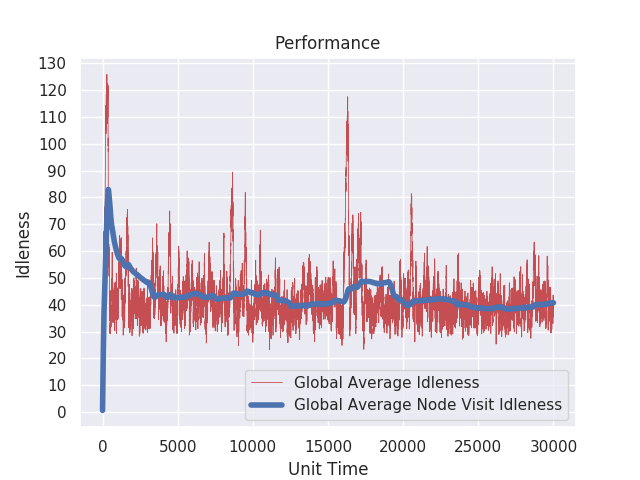 Performance
130
120
110
100
90
80
70
60
50
40
30
20
10
0
Idleness
Global Average Idleness
Global Average Node Visit Idleness
0 5000 10000 15000 20000 25000 30000
Unit Time